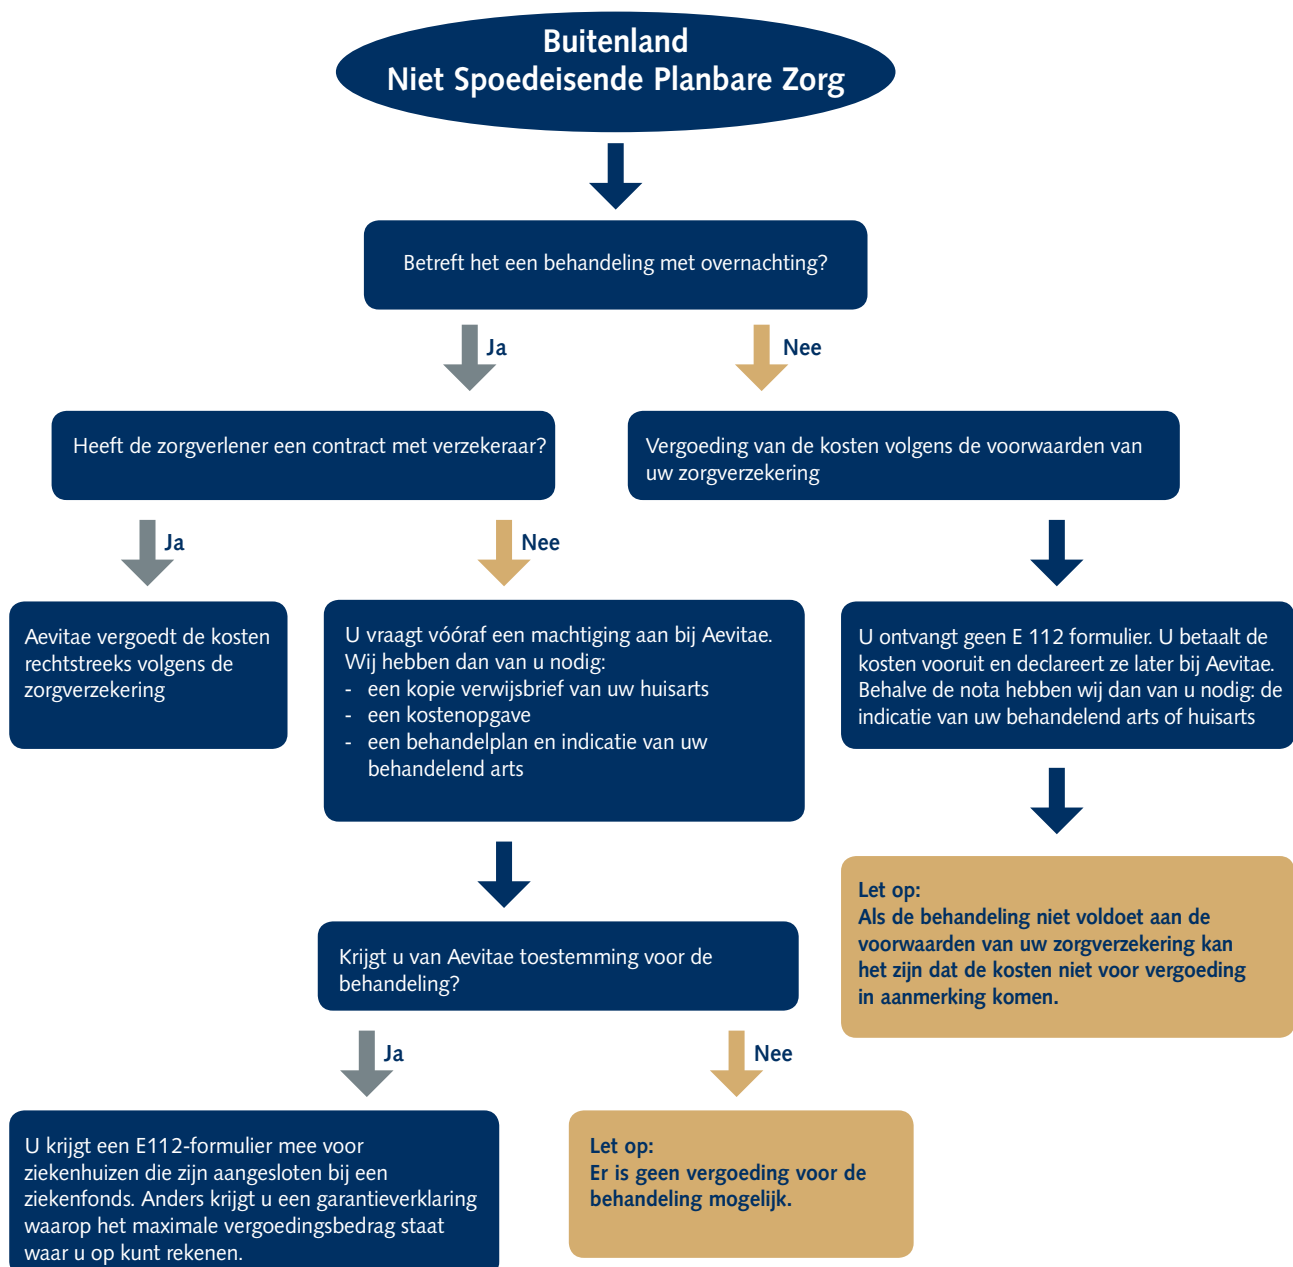 Buitenland
Niet Spoedeisende Planbare Zorg
Betreft het een behandeling met overnachting?
Ja
Nee
Heeft de zorgverlener een contract met verzekeraar?
Vergoeding van de kosten volgens de voorwaarden van
uw zorgverzekering
Ja
Nee
Aevitae vergoedt de kosten
rechtstreeks volgens de
zorgverzekering
U vraagt vóóraf een machtiging aan bij Aevitae.
Wij hebben dan van u nodig:
- een kopie verwijsbrief van uw huisarts
- een kostenopgave
- een behandelplan en indicatie van uw
behandelend arts
U ontvangt geen E 112 formulier. U betaalt de
kosten vooruit en declareert ze later bij Aevitae.
Behalve de nota hebben wij dan van u nodig: de
indicatie van uw behandelend arts of huisarts
Let op:
Als de behandeling niet voldoet aan de
voorwaarden van uw zorgverzekering kan
het zijn dat de kosten niet voor vergoeding
in aanmerking komen.
Krijgt u van Aevitae toestemming voor de
behandeling?
Ja
Nee
U krijgt een E112-formulier mee voor
ziekenhuizen die zijn aangesloten bij een
ziekenfonds. Anders krijgt u een garantieverklaring
waarop het maximale vergoedingsbedrag staat
waar u op kunt rekenen.
Let op:
Er is geen vergoeding voor de
behandeling mogelijk.